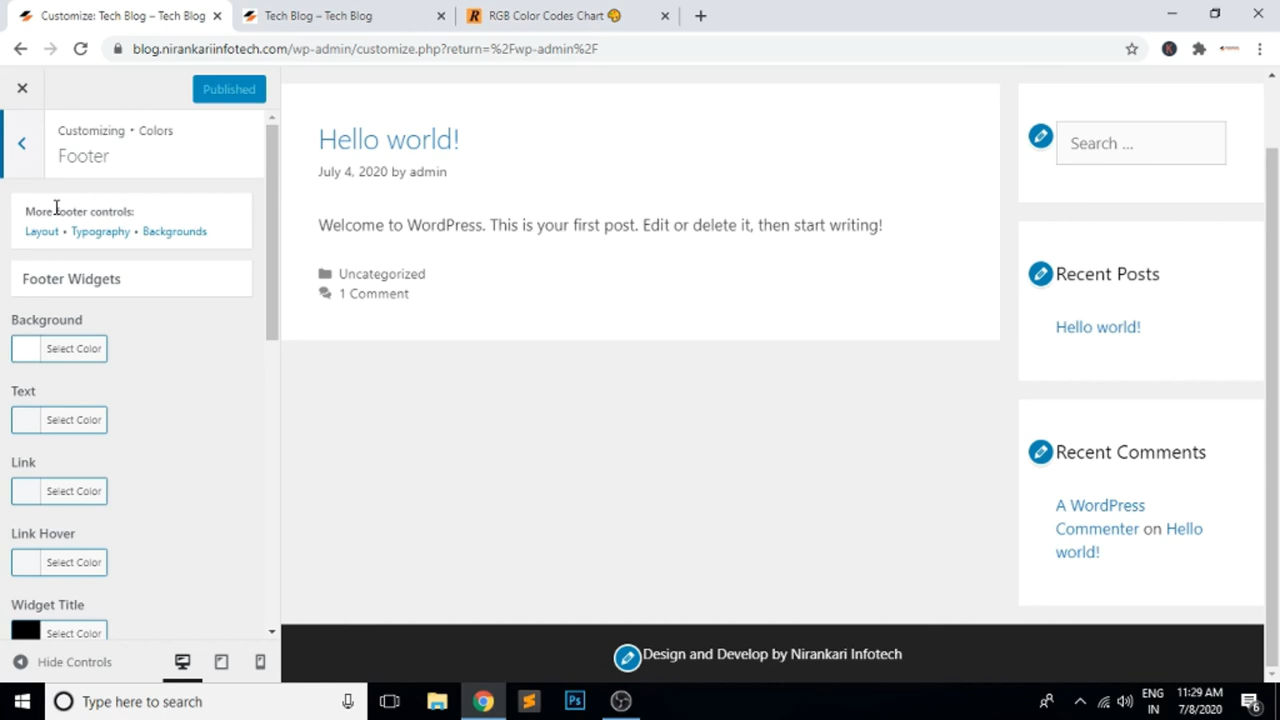 Customize: Tech Blog – Tech Blog
Tech Blog – Tech Blog
RGB Color Codes Chart
blog.nirankariinfotech.com/wp-admin/customize.php?return=%2Fwp-admin%2F
Published
Customizing • Colors
Footer
More footer controls:
Layout • Typography • Backgrounds
Footer Widgets
Background
Select Color
Text
Select Color
Link
Select Color
Link Hover
Select Color
Widget Title
Select Color
Hide Controls
Hello world!
July 4, 2020 by admin
Welcome to WordPress. This is your first post. Edit or delete it, then start writing!
Uncategorized
1 Comment
Search ...
Recent Posts
Hello world!
Recent Comments
A WordPress
Commenter on Hello
world!
Design and Develop by Nirankari Infotech
Type here to search
ENG
IN
11:29 AM
7/8/2020
6